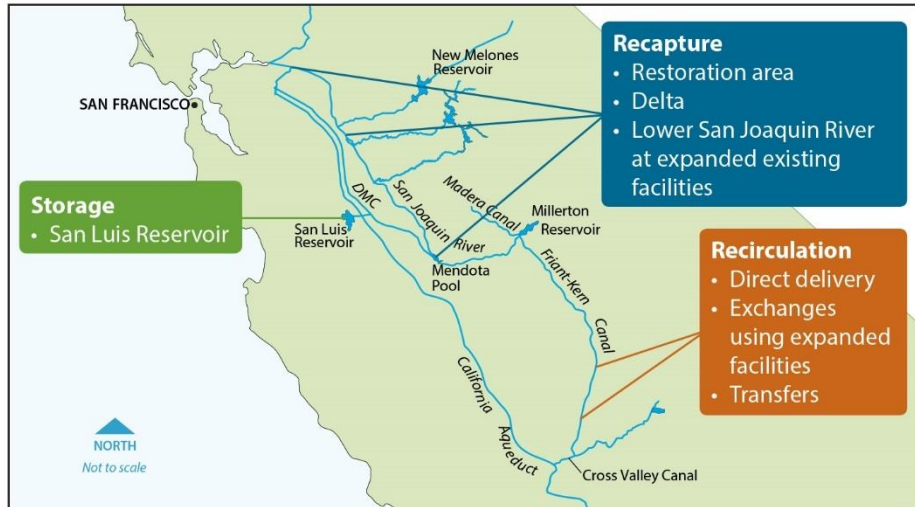 Recapture
• Restoration area
• Delta
• Lower San Joaquin River
at expanded existing
facilities
New Melones
Reservoir
SAN FRANCISCO
Storage
• San Luis Reservoir
DMC
San Luis
Reservoir
San Joaquin River
Madera Canal
Millerton
Reservoir
Mendota
Pool
Friant-Kern Canal
Recirculation
• Direct delivery
• Exchanges
using expanded
facilities
• Transfers
California Aqueduct
Cross Valley Canal
NORTH
Not to scale